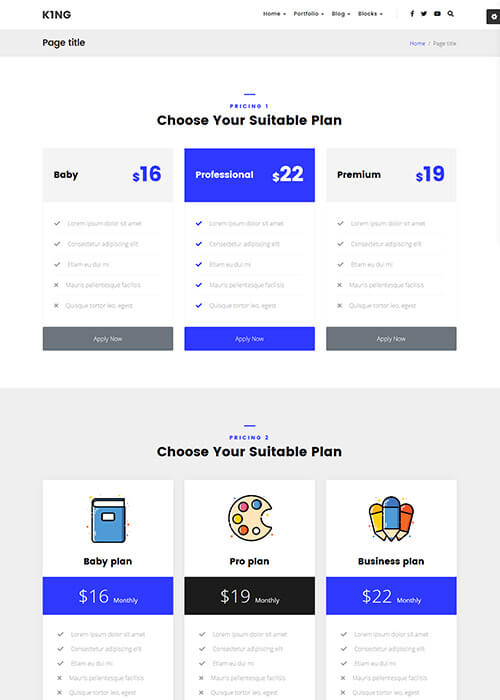 K1NG
Home Portfolio Blog Blocks
Page title
Home / Page title
PRICING 1
Choose Your Suitable Plan
Baby $16
Lorem ipsum dolor sit amet
Consectetur adipiscing elit
Etiam eu dui mi
Mauris pellentesque facilisis
Quisque tortor leo, egest
Apply Now
Professional $22
Lorem ipsum dolor sit amet
Consectetur adipiscing elit
Etiam eu dui mi
Mauris pellentesque facilisis
Quisque tortor leo, egest
Apply Now
Premium $19
Lorem ipsum dolor sit amet
Consectetur adipiscing elit
Etiam eu dui mi
Mauris pellentesque facilisis
Quisque tortor leo, egest
Apply Now
PRICING 2
Choose Your Suitable Plan
Baby plan
$16 Monthly
Lorem ipsum dolor sit amet
Consectetur adipiscing elit
Etiam eu dui mi
Mauris pellentesque facilisis
Quisque tortor leo, egest
Pro plan
$19 Monthly
Lorem ipsum dolor sit amet
Consectetur adipiscing elit
Etiam eu dui mi
Mauris pellentesque facilisis
Quisque tortor leo, egest
Business plan
$22 Monthly
Lorem ipsum dolor sit amet
Consectetur adipiscing elit
Etiam eu dui mi
Mauris pellentesque facilisis
Quisque tortor leo, egest